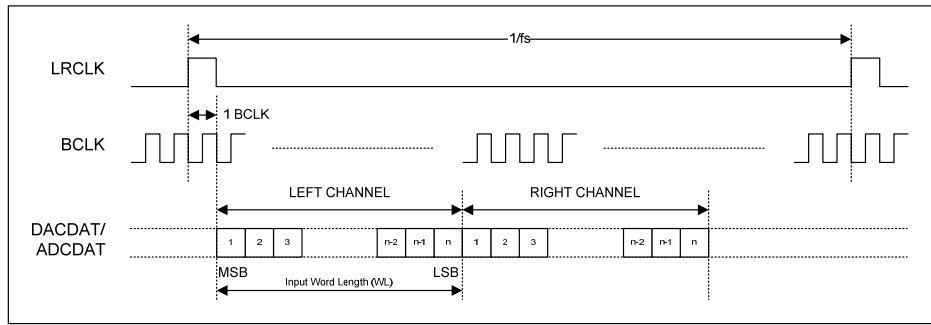 1/fs
LRCLK
1 BCLK
BCLK
LEFT CHANNEL RIGHT CHANNEL
DACDAT/
ADCDAT
1 2 3 n-2 n-1 n 1 2 3 n-2 n-1 n
MSB LSB
Input Word Length (WL)